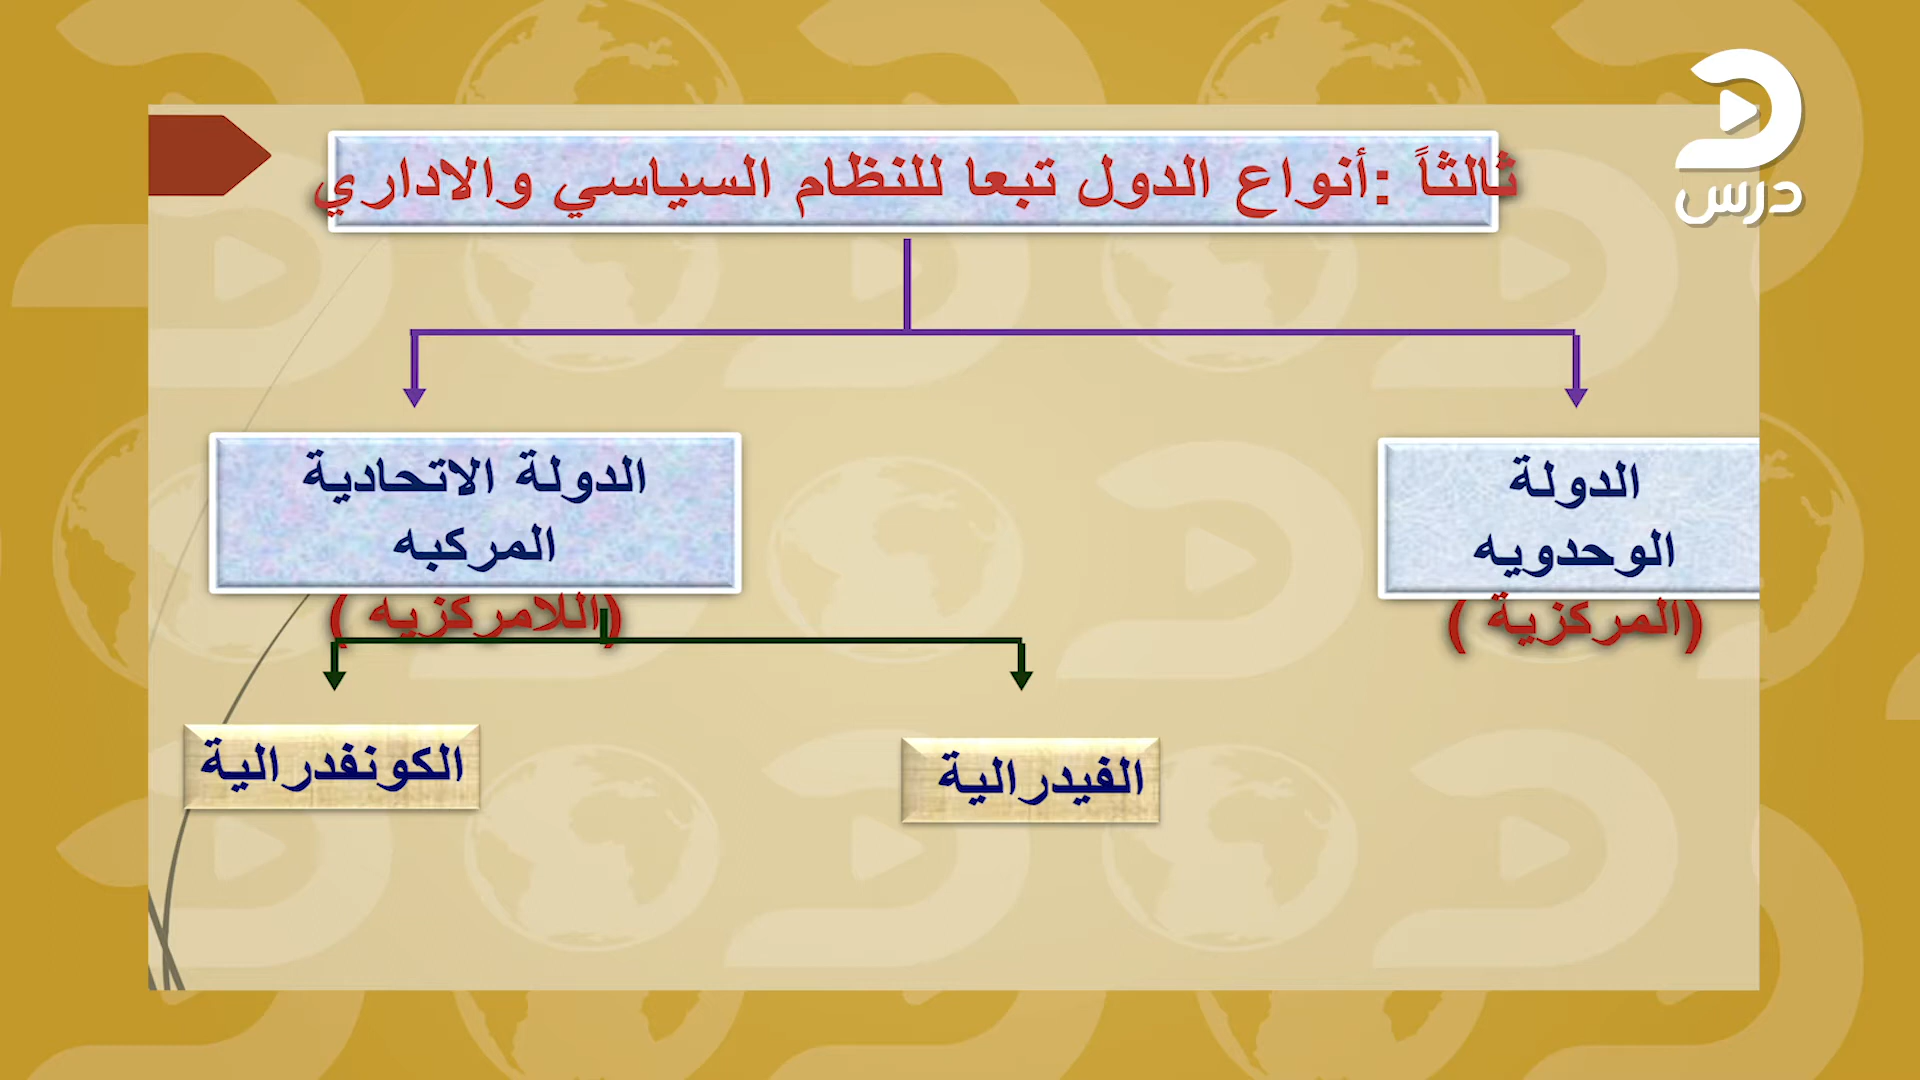 درس
ثالثاً :أنواع الدول تبعا للنظام السياسي والاداري
الدولة
الوحدويه
(المركزية )
الدولة الاتحادية
المركبه
(اللامركزيه )
الفيدرالية
الكونفدرالية